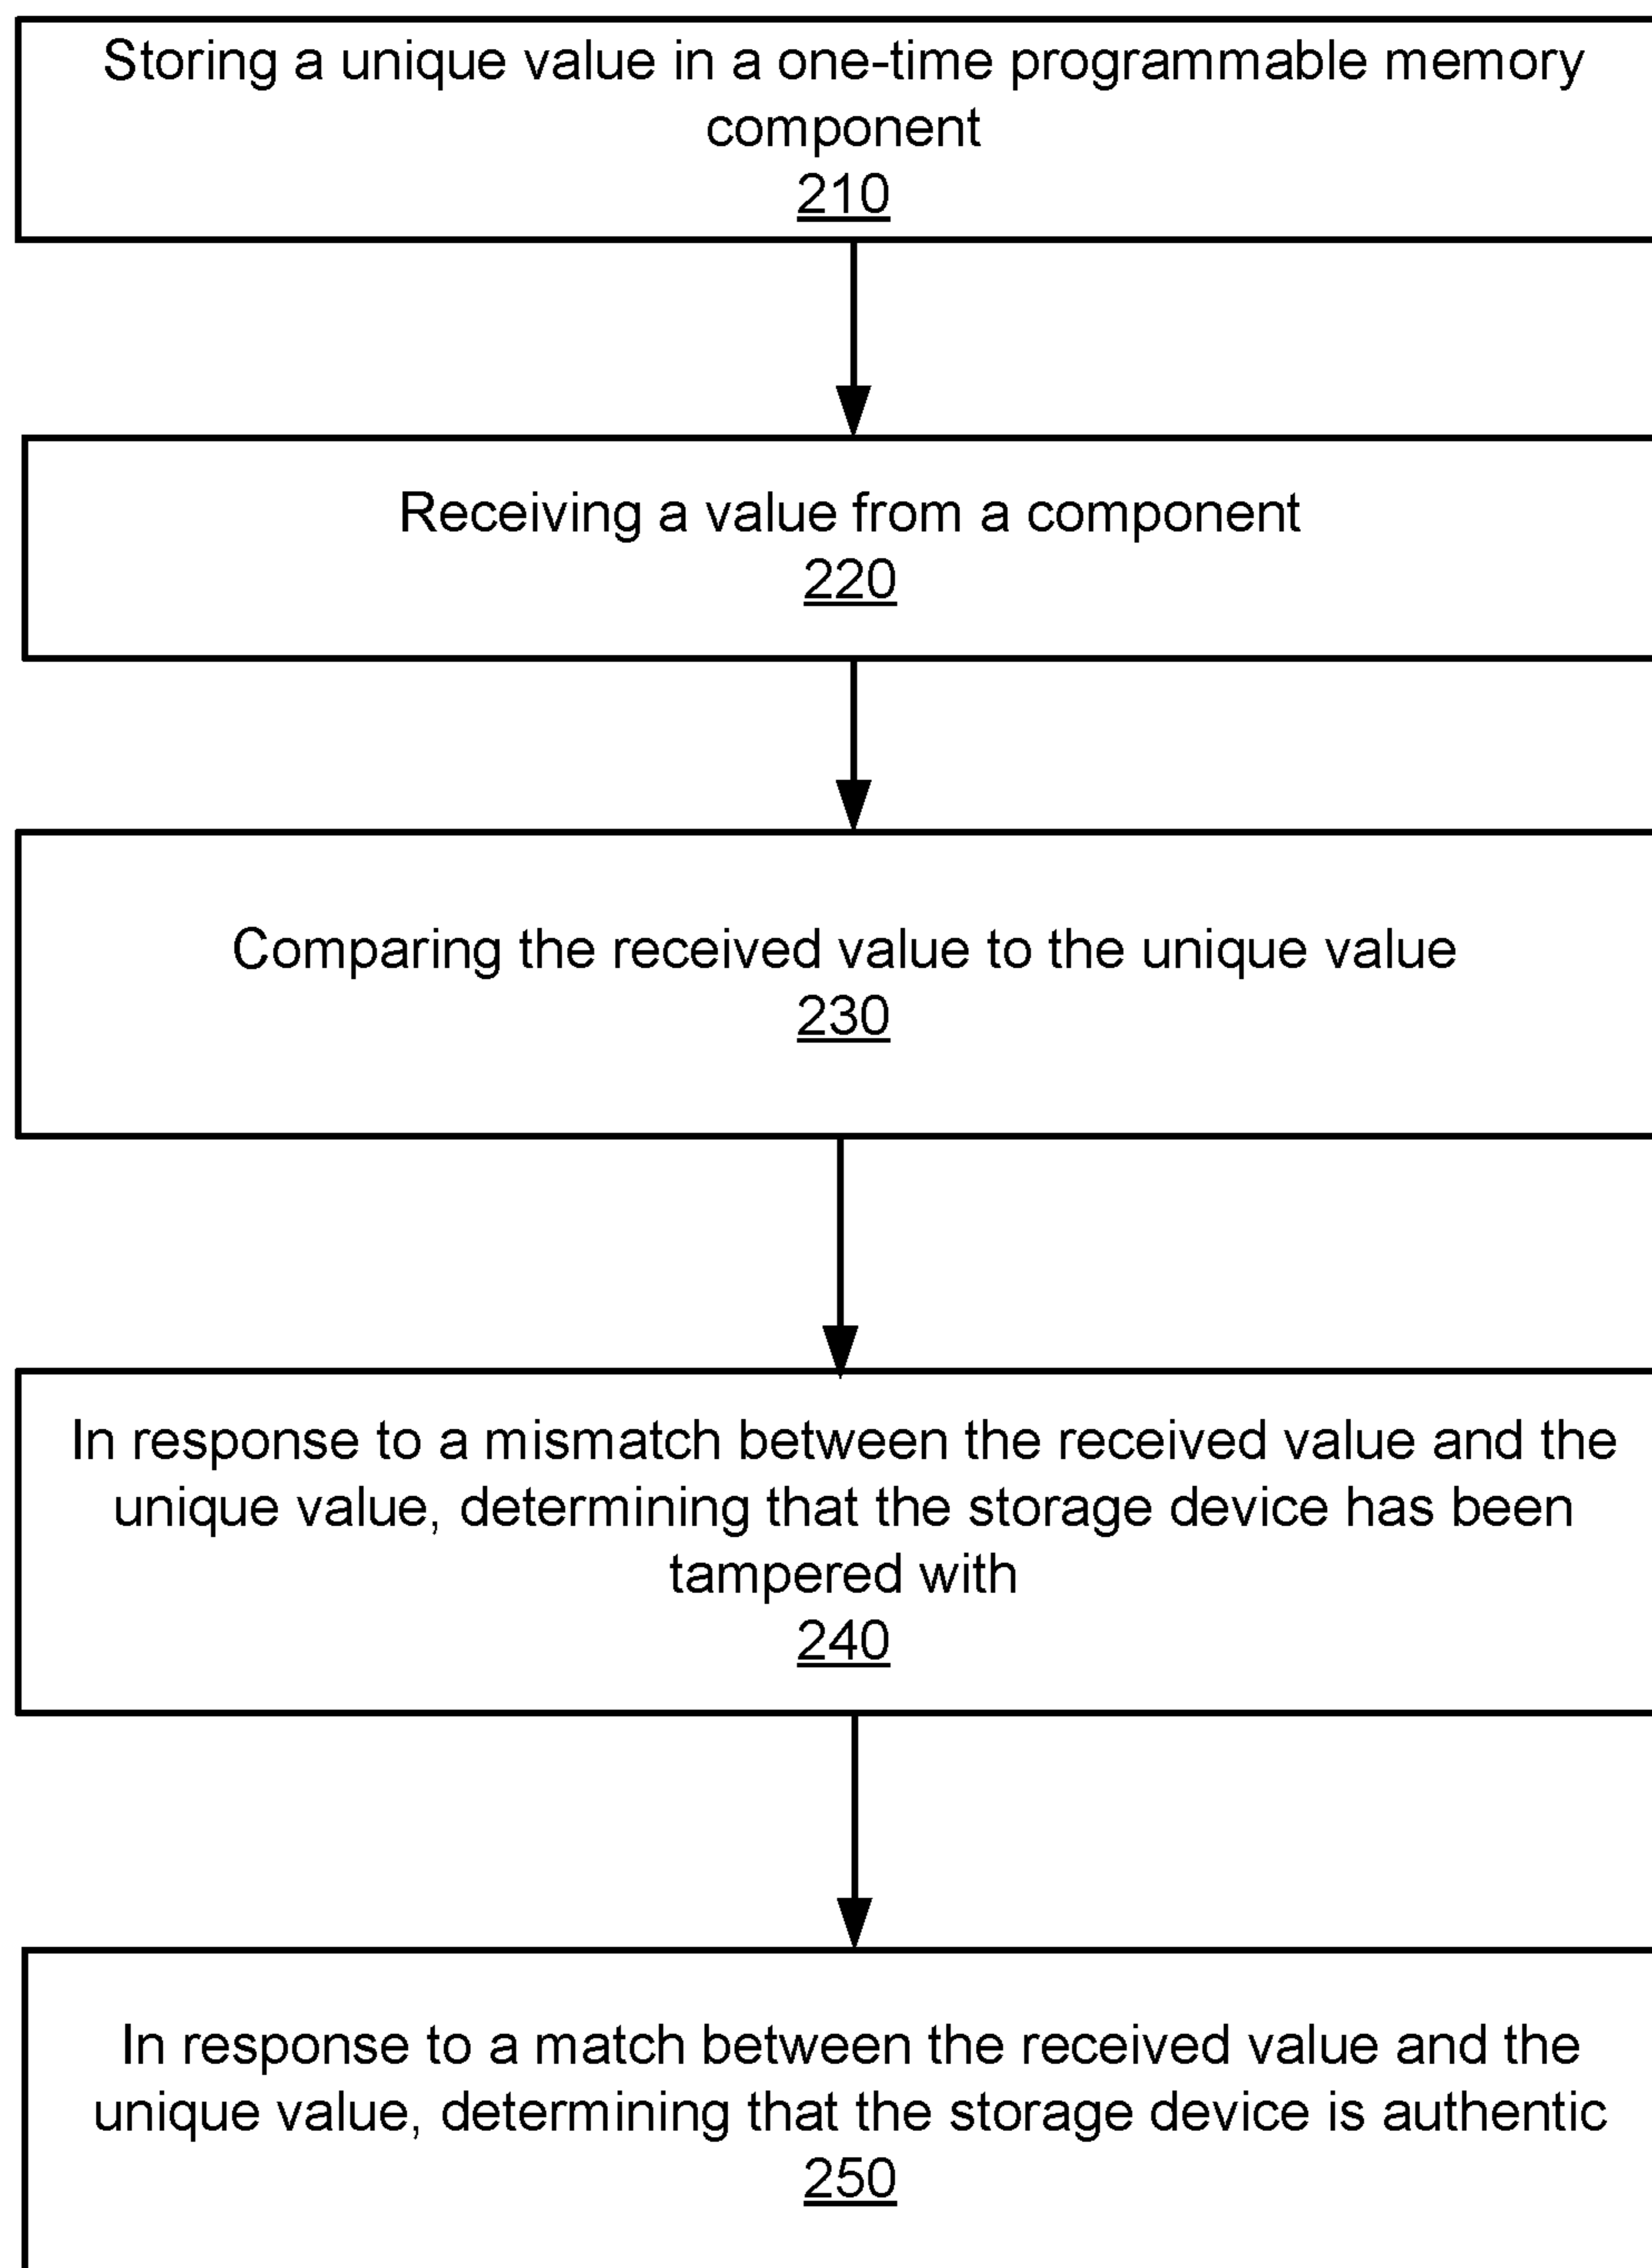 Storing a unique value in a one-time programmable memory
component
210
Receiving a value from a component
220
Comparing the received value to the unique value
230
In response to a mismatch between the received value and the
unique value, determining that the storage device has been
tampered with
240
In response to a match between the received value and the
unique value, determining that the storage device is authentic
250